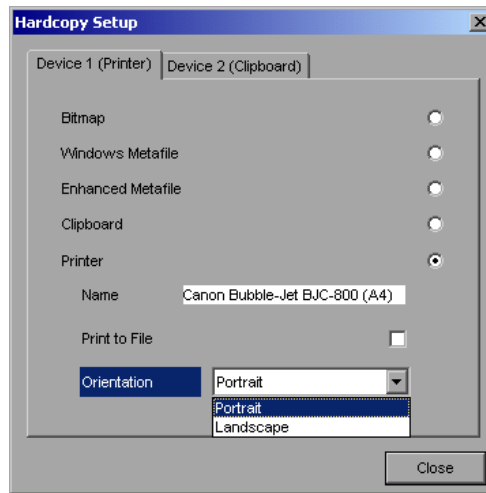 Hardcopy Setup
Device 1 (Printer) Device 2 (Clipboard)
Bitmap
Windows Metafile
Enhanced Metafile
Clipboard
Printer
Name Canon Bubble-Jet BJC-800 (A4)
Print to File
Orientation Portrait
Portrait
Landscape
Close